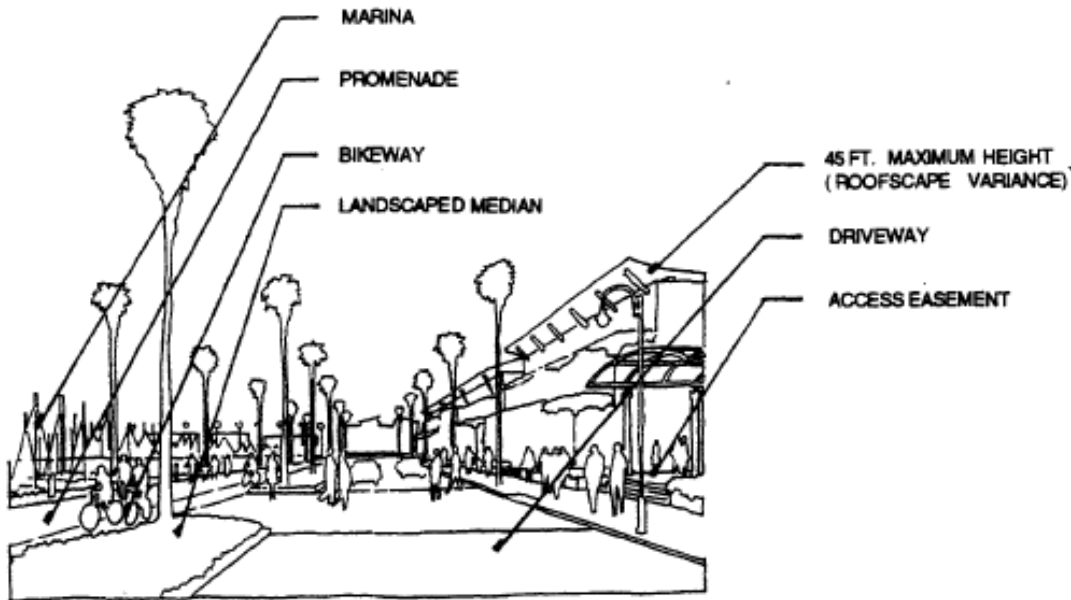 MARINA
PROMENADE
BIKEWAY
LANDSCAPED MEDIAN
45 FT. MAXIMUM HEIGHT
(ROOFSCAPE VARIANCE)
DRIVEWAY
ACCESS EASEMENT